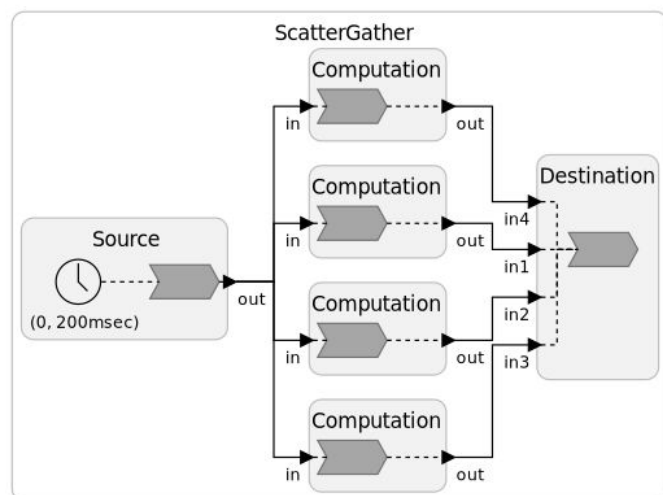 ScatterGather
Computation
in
out
Computation
in
out
Computation
in
out
Computation
in
out
Source
(0, 200msec)
out
Destination
in4
in1
in2
in3